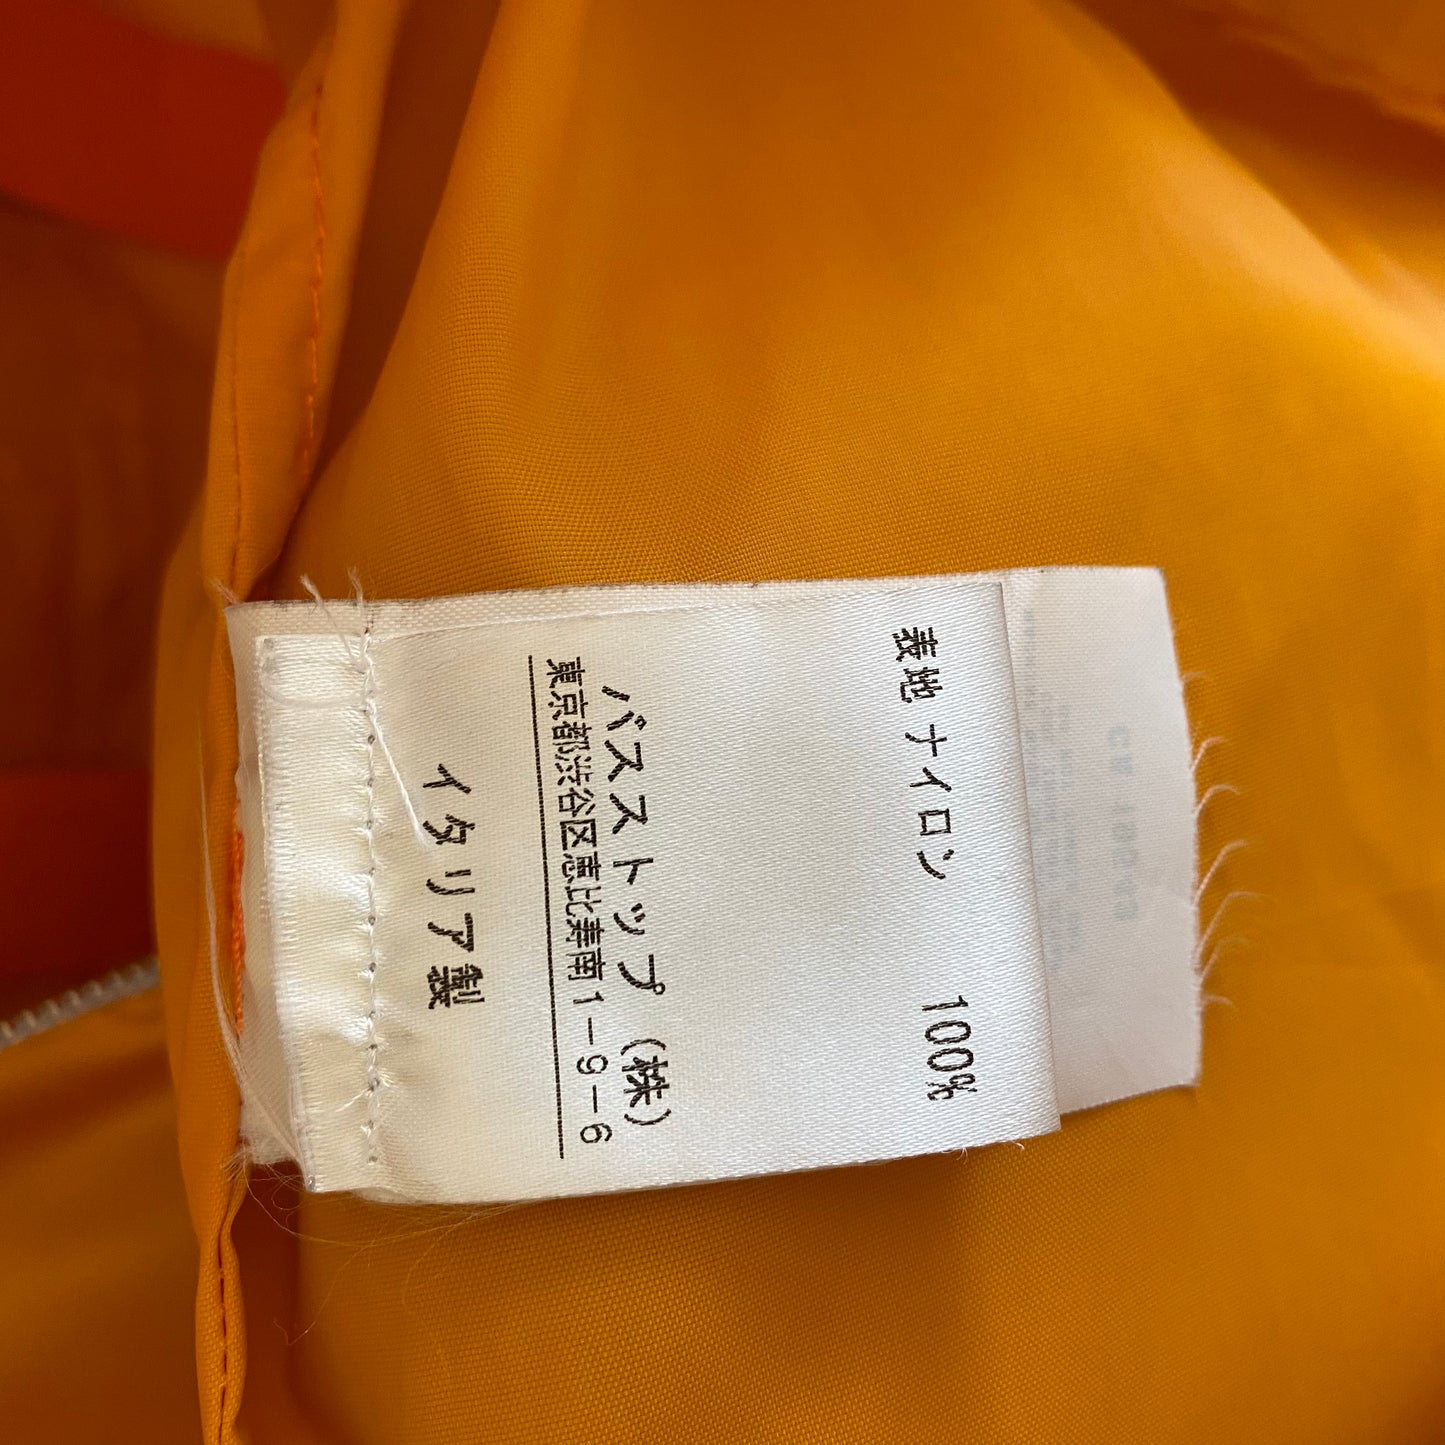 表地 ナイロン 100%
バスストップ (株)
東京都渋谷区恵比寿南1-9-6
イタリア製